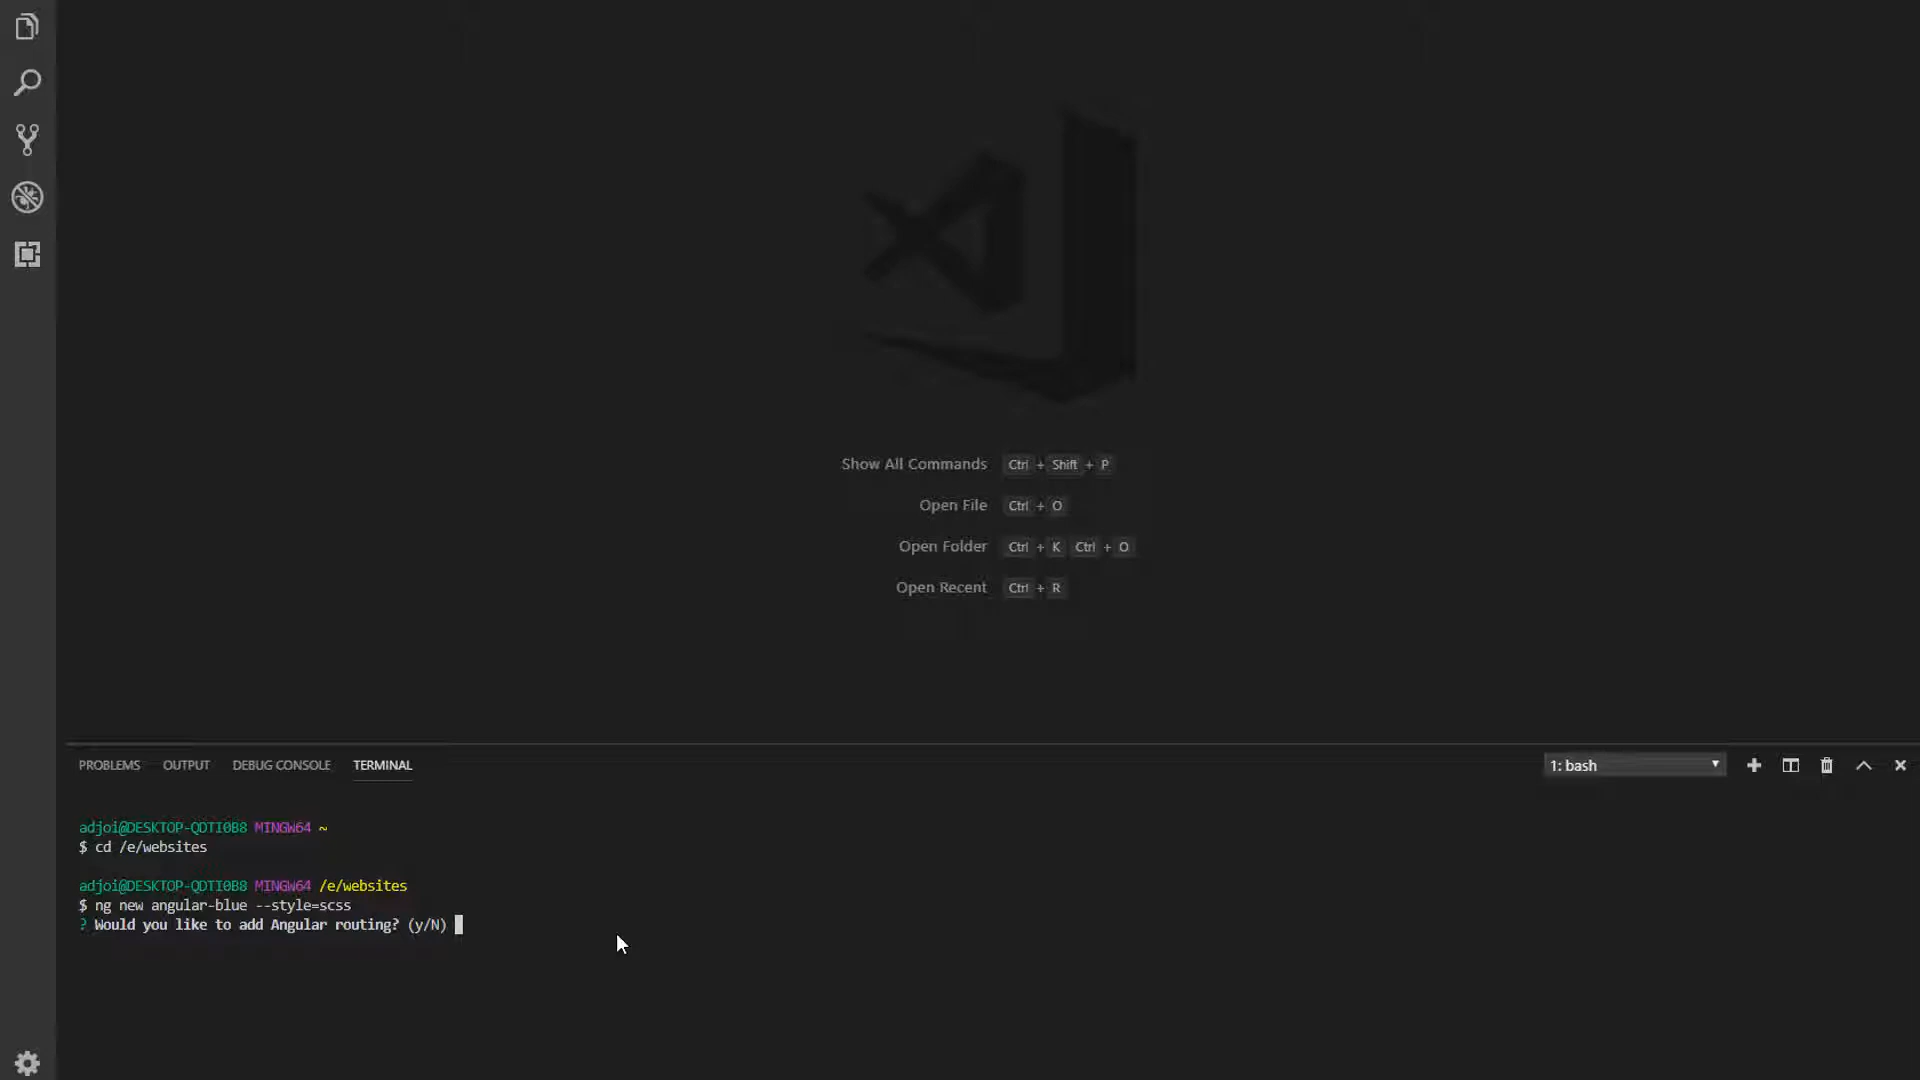 Show All Commands Ctrl + Shift + P
Open File Ctrl + O
Open Folder Ctrl + K Ctrl + O
Open Recent Ctrl + R
PROBLEMS OUTPUT DEBUG CONSOLE TERMINAL 1: bash
adjoi@DESKTOP-QDTI0B8 MINGW64 ~
$ cd /e/websites
adjoi@DESKTOP-QDTI0B8 MINGW64 /e/websites
$ ng new angular-blue --style=scss
? Would you like to add Angular routing? (y/N)